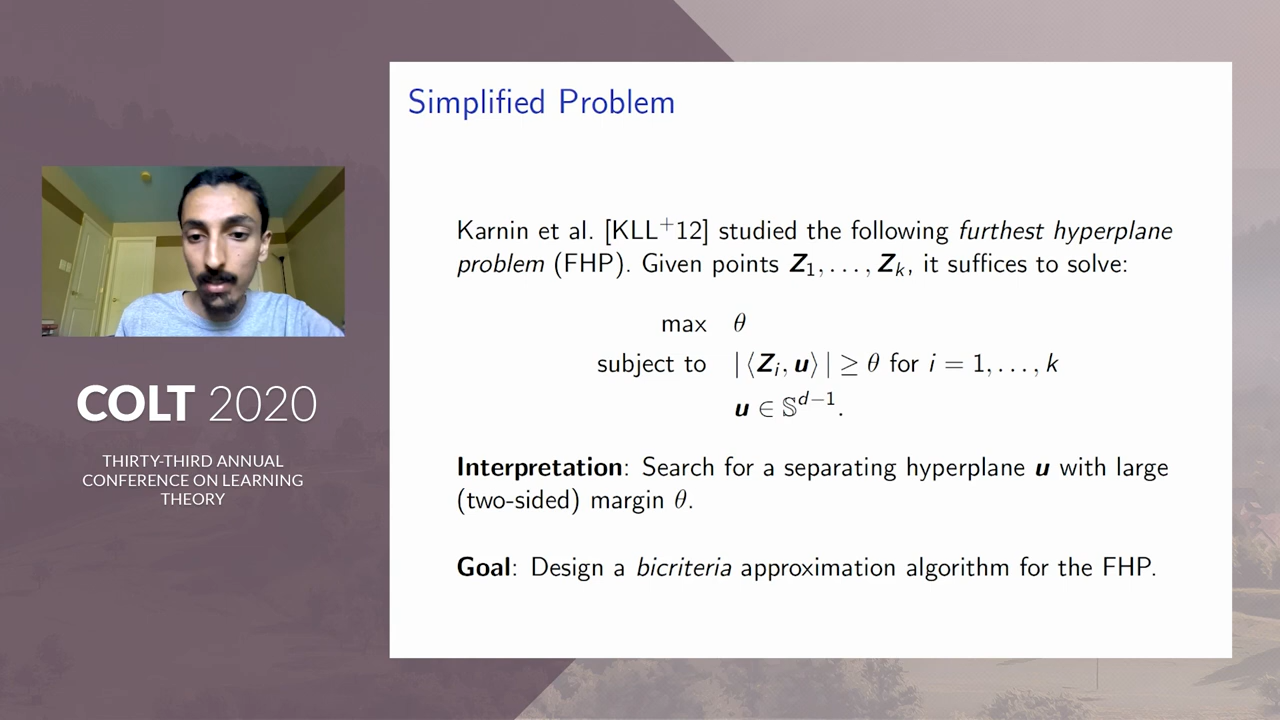 Simplified Problem
Karnin et al. [KLL⁺12] studied the following furthest hyperplane
problem (FHP). Given points Z₁, . . . , Zₖ, it suffices to solve:
max θ
subject to |⟨Zᵢ, u⟩| ≥ θ for i = 1, . . . , k
u ∈ 𝕊ᵈ⁻¹.
Interpretation: Search for a separating hyperplane u with large
(two-sided) margin θ.
Goal: Design a bicriteria approximation algorithm for the FHP.
COLT 2020
THIRTY-THIRD ANNUAL
CONFERENCE ON LEARNING
THEORY